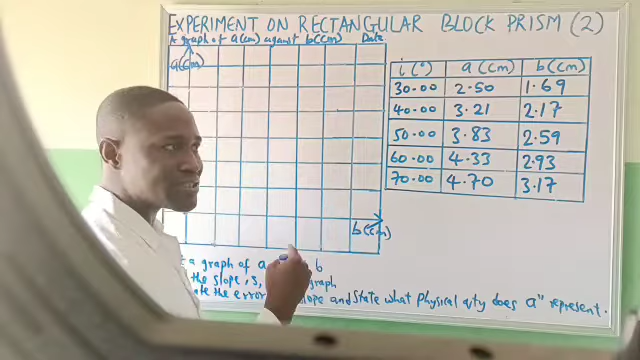 EXPERIMENT ON RECTANGULAR BLOCK PRISM (2)
A graph of a(cm) against b(cm) Date
a(cm)
b(cm)
i(°) a(cm) b(cm)
30.00 2.50 1.69
40.00 3.21 2.17
50.00 3.83 2.59
60.00 4.33 2.93
70.00 4.70 3.17
a graph of a b
the slope, s, graph
the error slope and state what physical qty does a" represent.